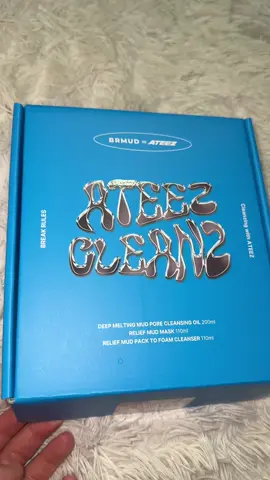 BRMUD × ATEEZ
ATEEZ
CLEANZ
BREAK RULES
Cleansing with ATEEZ
DEEP MELTING MUD PORE CLEANSING OIL 200ml
RELIEF MUD MASK 110ml
RELIEF MUD PACK TO FOAM CLEANSER 110ml